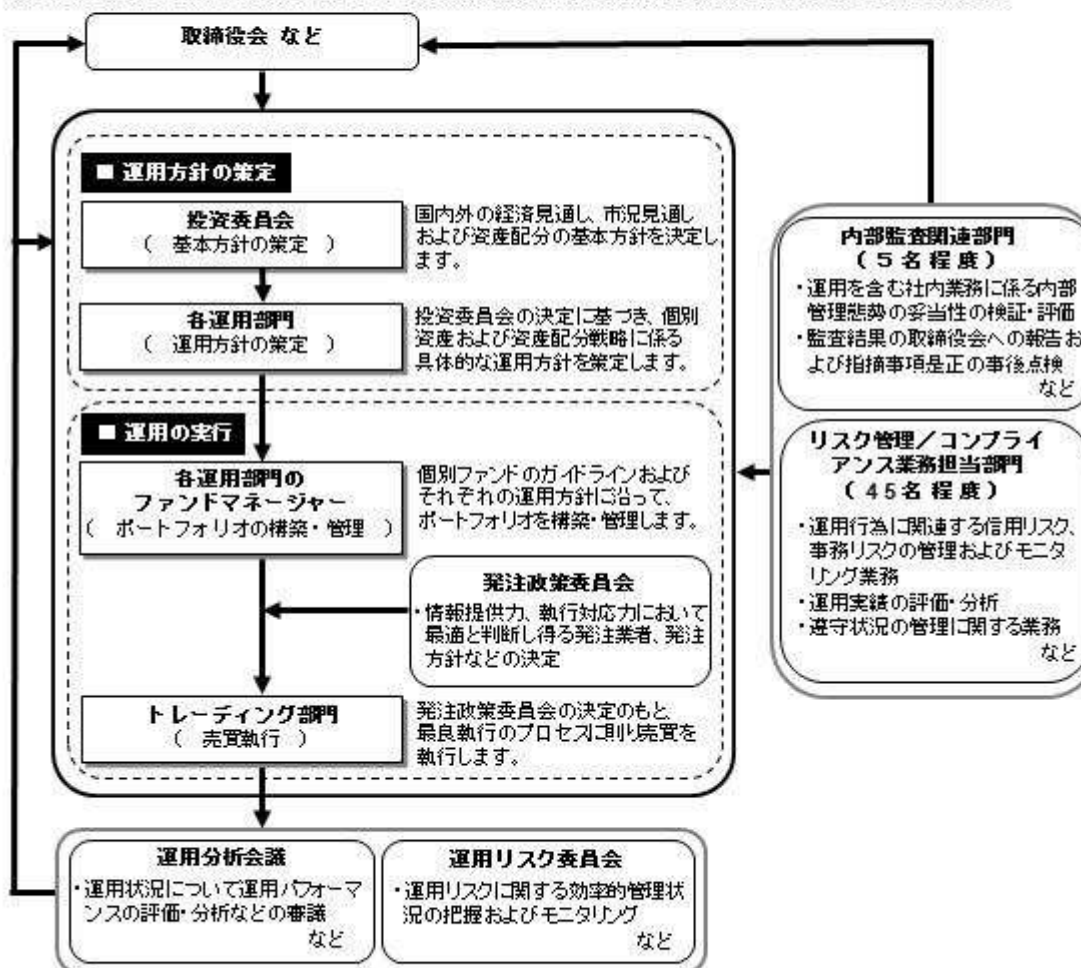 取締役会 など
■ 運用方針の策定
投資委員会
（ 基本方針の策定 ）
国内外の経済見通し、市況見通し
および資産配分の基本方針を決定し
ます。
各運用部門
（ 運用方針の策定 ）
投資委員会の決定に基づき、個別
資産および資産配分戦略に係る
具体的な運用方針を策定します。
■ 運用の実行
各運用部門の
ファンドマネージャー
（ ポートフォリオの構築・管理 ）
個別ファンドのガイドラインおよび
それぞれの運用方針に沿って、
ポートフォリオを構築・管理します。
発注政策委員会
・情報提供力、執行対応力において
最適と判断し得る発注業者、発注
方針などの決定
トレーディング部門
（ 売買執行 ）
発注政策委員会の決定のもと、
最良執行のプロセスに則り売買を
執行します。
運用分析会議
・運用状況について運用パフォーマ
ンスの評価・分析などの審議
など
運用リスク委員会
・運用リスクに関する効率的管理状
況の把握およびモニタリング
など
内部監査関連部門
（５名程度）
・運用を含む社内業務に係る内部
管理態勢の妥当性の検証・評価
・監査結果の取締役会への報告お
よび指摘事項是正の事後点検
など
リスク管理／コンプライ
アンス業務担当部門
（４５名程度）
・運用行為に関連する信用リスク、
事務リスクの管理およびモニタ
リング業務
・運用実績の評価・分析
・遵守状況の管理に関する業務
など